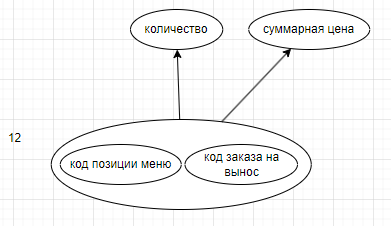 количество
суммарная цена
12
код позиции меню
код заказа на
вынос